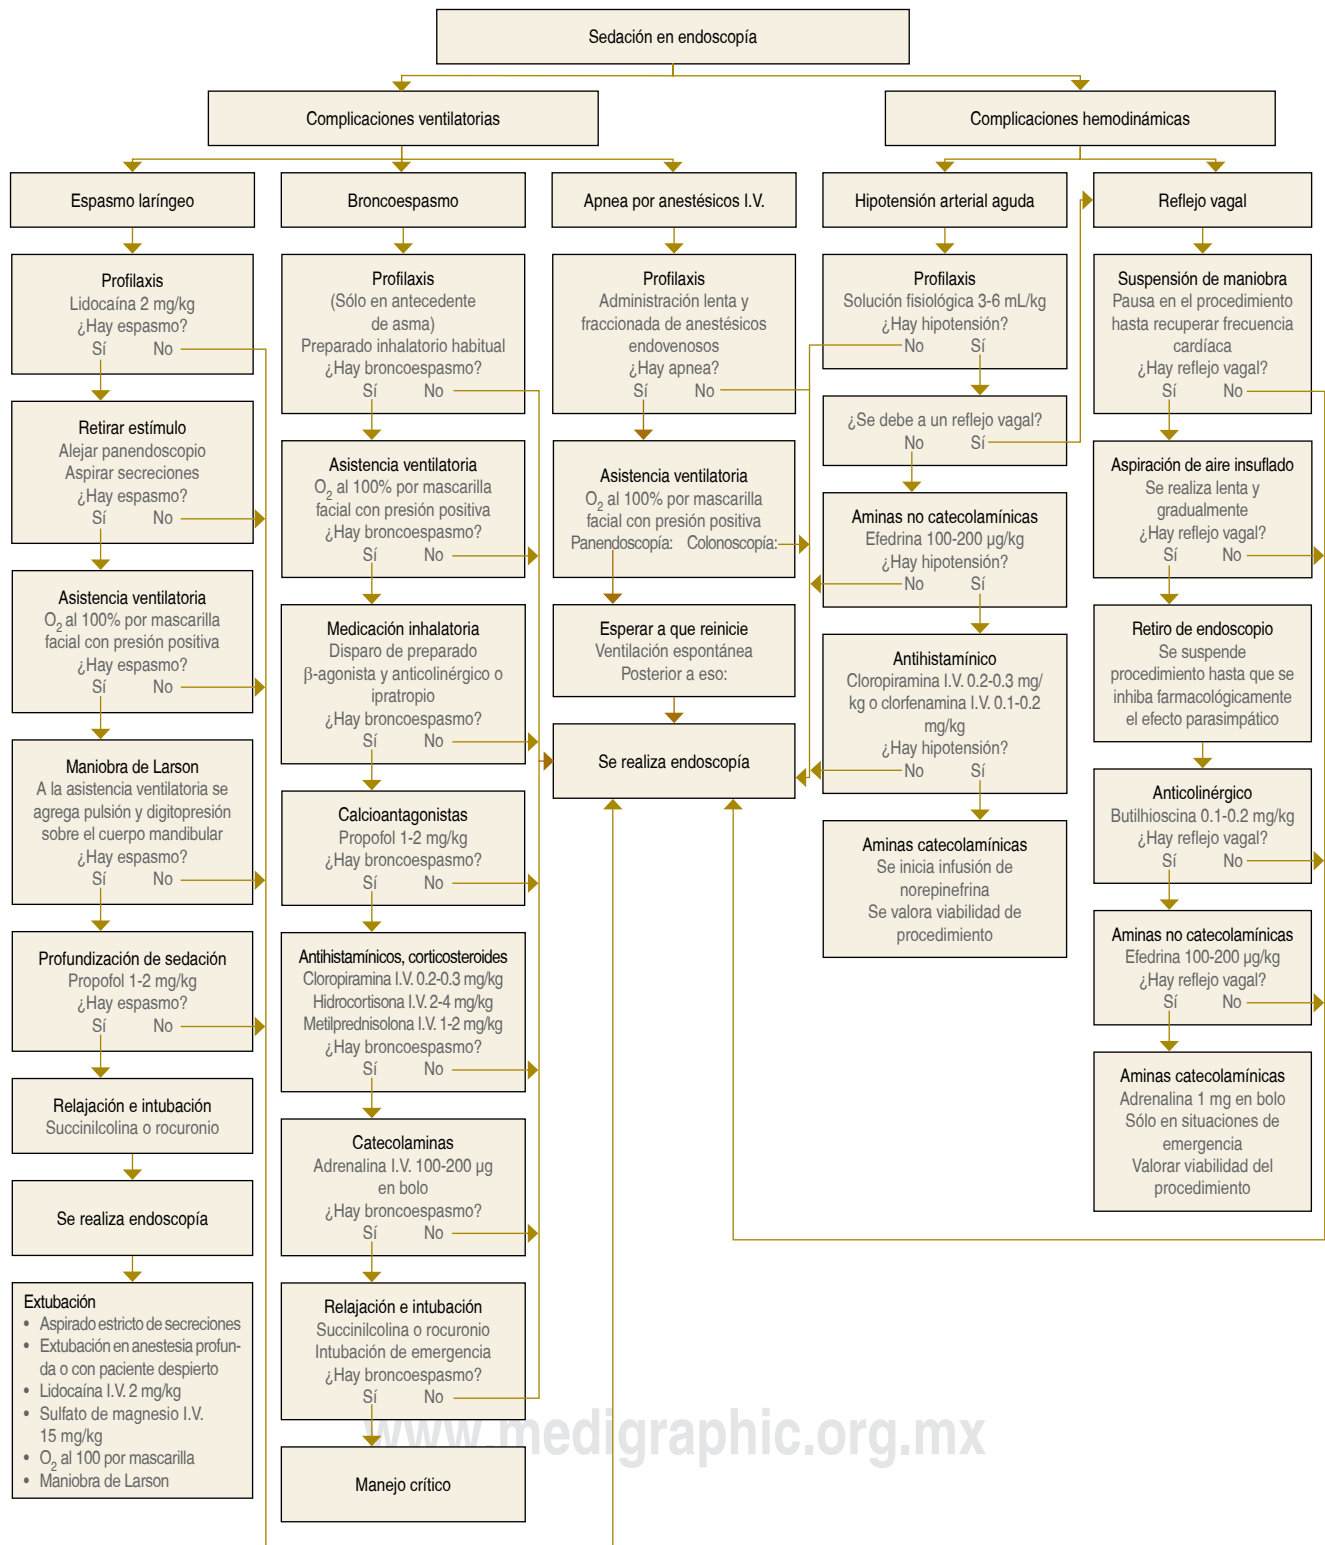 Sedación en endoscopía
Complicaciones ventilatorias
Complicaciones hemodinámicas
Espasmo laríngeo
Broncoespasmo
Apnea por anestésicos I.V.
Hipotensión arterial aguda
Reflejo vagal
Profilaxis
Lidocaína 2 mg/kg
¿Hay espasmo?
Sí No
Retirar estímulo
Alejar panendoscopio
Aspirar secreciones
¿Hay espasmo?
Sí No
Asistencia ventilatoria
O2 al 100% por mascarilla
facial con presión positiva
¿Hay espasmo?
Sí No
Maniobra de Larson
A la asistencia ventilatoria se
agrega pulsión y digitopresión
sobre el cuerpo mandibular
¿Hay espasmo?
Sí No
Profundización de sedación
Propofol 1-2 mg/kg
¿Hay espasmo?
Sí No
Relajación e intubación
Succinilcolina o rocuronio
Se realiza endoscopía
Extubación
• Aspirado estricto de secreciones
• Extubación en anestesia profun-
da o con paciente despierto
• Lidocaína I.V. 2 mg/kg
• Sulfato de magnesio I.V.
15 mg/kg
• O2 al 100 por mascarilla
• Maniobra de Larson
Profilaxis
(Sólo en antecedente
de asma)
Preparado inhalatorio habitual
¿Hay broncoespasmo?
Sí No
Asistencia ventilatoria
O2 al 100% por mascarilla
facial con presión positiva
¿Hay broncoespasmo?
Sí No
Medicación inhalatoria
Disparo de preparado
β-agonista y anticolinérgico o
ipratropio
¿Hay broncoespasmo?
Sí No
Calcioantagonistas
Propofol 1-2 mg/kg
¿Hay broncoespasmo?
Sí No
Antihistamínicos, corticosteroides
Cloropiramina I.V. 0.2-0.3 mg/kg
Hidrocortisona I.V. 2-4 mg/kg
Metilprednisolona I.V. 1-2 mg/kg
¿Hay broncoespasmo?
Sí No
Catecolaminas
Adrenalina I.V. 100-200 µg
en bolo
¿Hay broncoespasmo?
Sí No
Relajación e intubación
Succinilcolina o rocuronio
Intubación de emergencia
¿Hay broncoespasmo?
Sí No
Manejo crítico
Profilaxis
Administración lenta y
fraccionada de anestésicos
endovenosos
¿Hay apnea?
Sí No
Asistencia ventilatoria
O2 al 100% por mascarilla
facial con presión positiva
Panendoscopía: Colonoscopía:
Esperar a que reinicie
Ventilación espontánea
Posterior a eso:
Se realiza endoscopía
Profilaxis
Solución fisiológica 3-6 mL/kg
¿Hay hipotensión?
No Sí
¿Se debe a un reflejo vagal?
No Sí
Aminas no catecolamínicas
Efedrina 100-200 µg/kg
¿Hay hipotensión?
No Sí
Antihistamínico
Cloropiramina I.V. 0.2-0.3 mg/
kg o clorfenamina I.V. 0.1-0.2
mg/kg
¿Hay hipotensión?
No Sí
Aminas catecolamínicas
Se inicia infusión de
norepinefrina
Se valora viabilidad de
procedimiento
Suspensión de maniobra
Pausa en el procedimiento
hasta recuperar frecuencia
cardíaca
¿Hay reflejo vagal?
Sí No
Aspiración de aire insuflado
Se realiza lenta y
gradualmente
¿Hay reflejo vagal?
Sí No
Retiro de endoscopio
Se suspende
procedimiento hasta que se
inhiba farmacológicamente
el efecto parasimpático
Anticolinérgico
Butilhioscina 0.1-0.2 mg/kg
¿Hay reflejo vagal?
Sí No
Aminas no catecolamínicas
Efedrina 100-200 µg/kg
¿Hay reflejo vagal?
Sí No
Aminas catecolamínicas
Adrenalina 1 mg en bolo
Sólo en situaciones de
emergencia
Valorar viabilidad del
procedimiento
www.medigraphic.org.mx